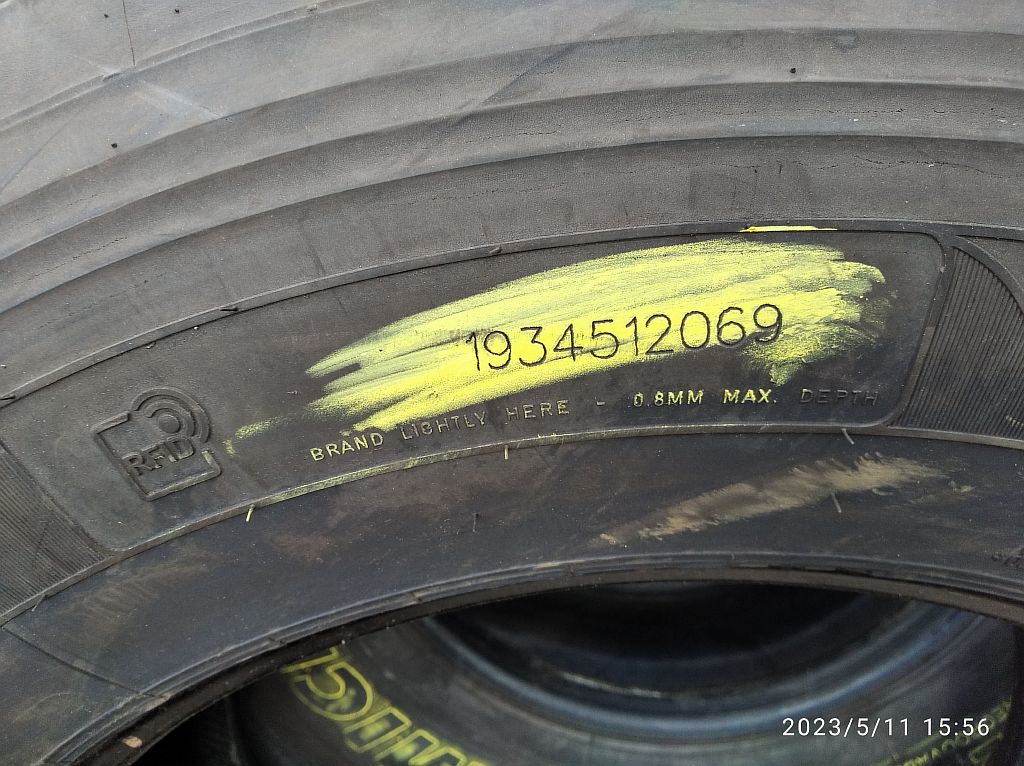 1934512069
BRAND LIGHTLY HERE - 0.8MM MAX. DEPTH
RFID
2023/5/11 15:56